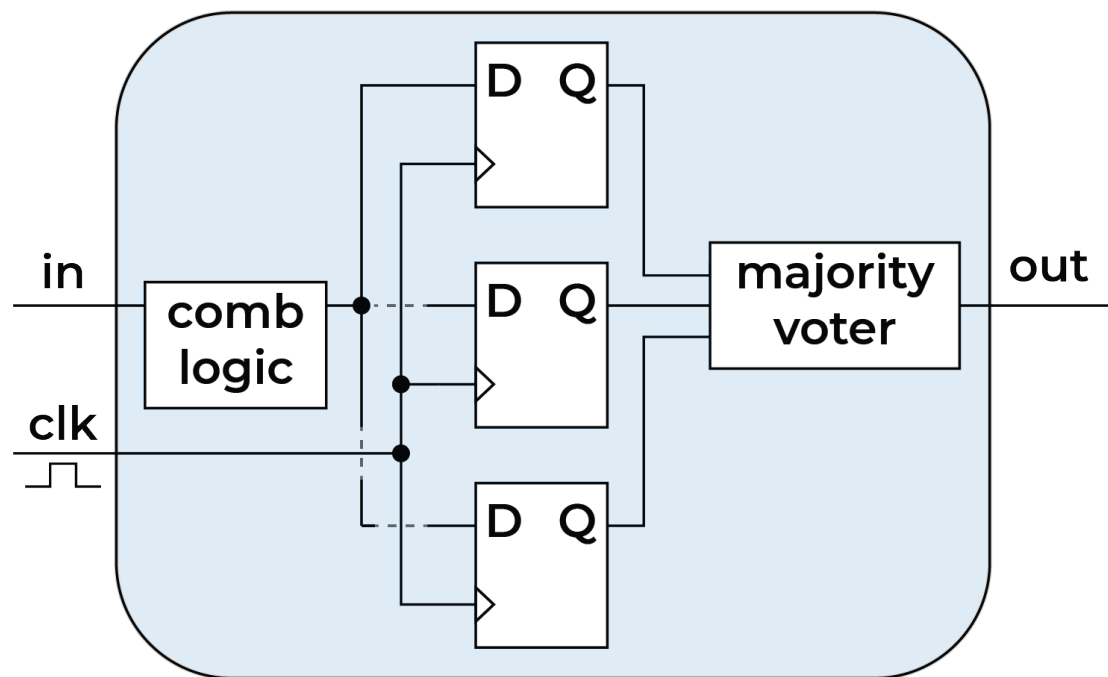 D Q
in
comb
logic
clk
D Q
majority
voter
out
D Q